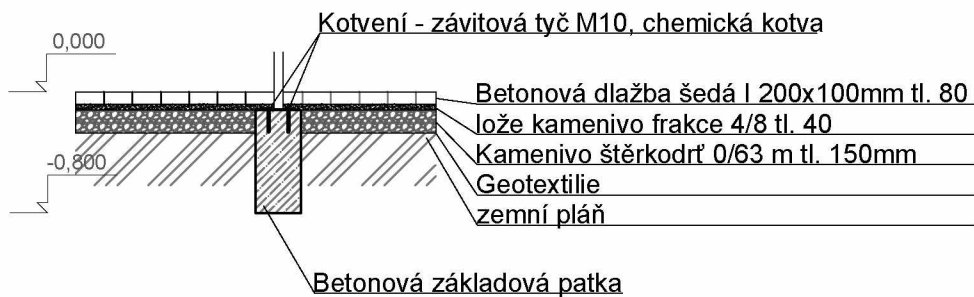 Kotvení - závitová tyč M10, chemická kotva
0,000
Betonová dlažba šedá I 200x100mm tl. 80
lože kamenivo frakce 4/8 tl. 40
Kamenivo štěrkodrť 0/63 m tl. 150mm
-0,800
Geotextilie
zemní pláň
Betonová základová patka